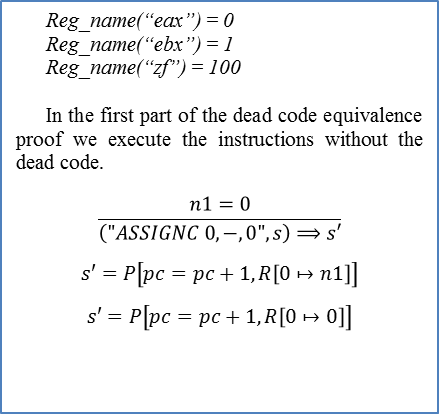 Reg_name(“eax”) = 0
Reg_name(“ebx”) = 1
Reg_name(“zf”) = 100
In the first part of the dead code equivalence
proof we execute the instructions without the
dead code.
n1 = 0
("ASSIGNC 0,−,0",s) ⟹ s′
s′ = P[pc = pc + 1,R[0 ↦ n1]]
s′ = P[pc = pc + 1,R[0 ↦ 0]]